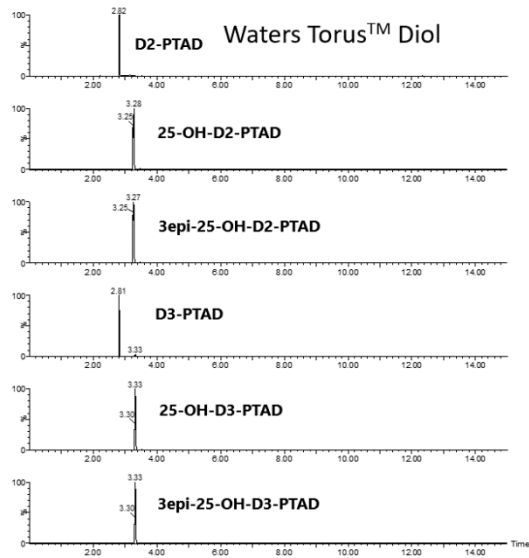 Waters Torus™ Diol
2.82
D2-PTAD
100
%
0
2.00 4.00 6.00 8.00 10.00 12.00 14.00
3.28
3.25
25-OH-D2-PTAD
100
%
0
2.00 4.00 6.00 8.00 10.00 12.00 14.00
3.27
3.25
3epi-25-OH-D2-PTAD
100
%
0
2.00 4.00 6.00 8.00 10.00 12.00 14.00
2.81
D3-PTAD
100
%
3.33
0
2.00 4.00 6.00 8.00 10.00 12.00 14.00
3.33
25-OH-D3-PTAD
100
3.30
%
0
2.00 4.00 6.00 8.00 10.00 12.00 14.00
3.33
3epi-25-OH-D3-PTAD
100
3.30
%
0
Time
2.00 4.00 6.00 8.00 10.00 12.00 14.00